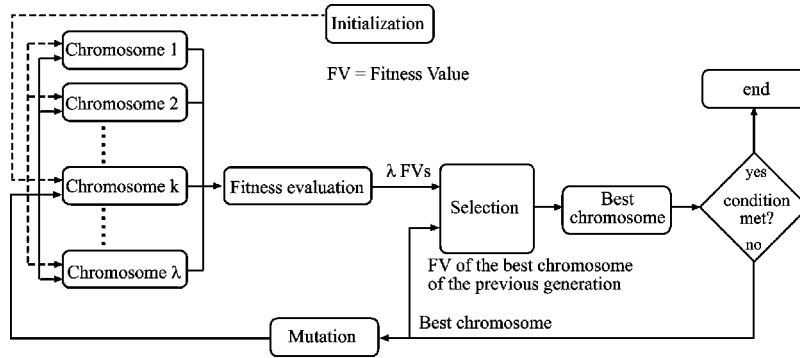 Initialization
FV = Fitness Value
Chromosome 1
Chromosome 2
Chromosome k
Chromosome λ
Fitness evaluation
λ FVs
Selection
Best
chromosome
end
yes
condition
met?
no
FV of the best chromosome
of the previous generation
Best chromosome
Mutation